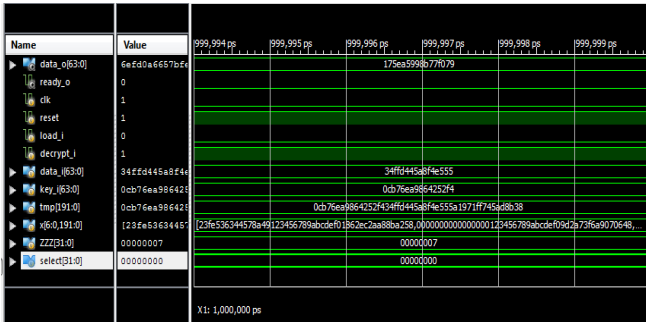 Name Value 999,994 ps 999,995 ps 999,996 ps 999,997 ps 999,998 ps 999,999 ps
data_o[63:0] 6efd0a6657bfe 175ea5998b77f079
ready_o 0
clk 1
reset 1
load_i 0
decrypt_i 1
data_i[63:0] 34ffd445a8f4e 34ffd445a8f4e555
key_i[63:0] 0cb76ea986425 0cb76ea9864252f4
tmp[191:0] 0cb76ea986425 0cb76ea9864252f434ffd445a8f4e555a1971ff745ad8b38
x[6:0,191:0] [23fe53634457 [23fe536344578a49123456789abcdef01362ec2aa88ba258,0000000000000000123456789abcdef09d2a73f6a9070648,...
ZZZ[31:0] 00000007 00000007
select[31:0] 00000000 00000000
X1: 1,000,000 ps